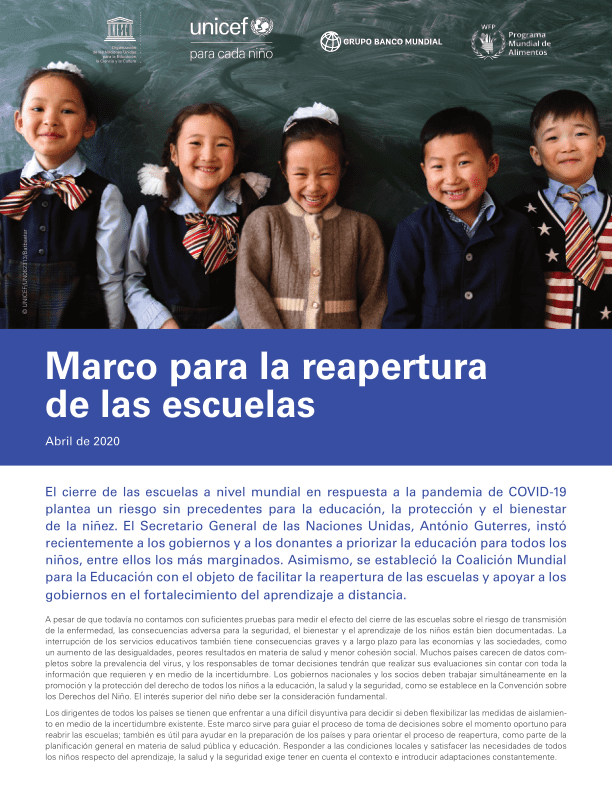 Organización
de las Naciones Unidas
para la Educación,
la Ciencia y la Cultura
unicef
para cada niño
GRUPO BANCO MUNDIAL
WFP
Programa
Mundial de
Alimentos
Marco para la reapertura
de las escuelas
Abril de 2020
El cierre de las escuelas a nivel mundial en respuesta a la pandemia de COVID-19
plantea un riesgo sin precedentes para la educación, la protección y el bienestar
de la niñez. El Secretario General de las Naciones Unidas, António Guterres, instó
recientemente a los gobiernos y a los donantes a priorizar la educación para todos los
niños, entre ellos los más marginados. Asimismo, se estableció la Coalición Mundial
para la Educación con el objeto de facilitar la reapertura de las escuelas y apoyar a los
gobiernos en el fortalecimiento del aprendizaje a distancia.
A pesar de que todavía no contamos con suficientes pruebas para medir el efecto del cierre de las escuelas sobre el riesgo de transmisión
de la enfermedad, las consecuencias adversa para la seguridad, el bienestar y el aprendizaje de los niños están bien documentadas. La
interrupción de los servicios educativos también tiene consecuencias graves y a largo plazo para las economías y las sociedades, como
un aumento de las desigualdades, peores resultados en materia de salud y menor cohesión social. Muchos países carecen de datos com-
pletos sobre la prevalencia del virus, y los responsables de tomar decisiones tendrán que realizar sus evaluaciones sin contar con toda la
información que requieren y en medio de la incertidumbre. Los gobiernos nacionales y los socios deben trabajar simultáneamente en la
promoción y la protección del derecho de todos los niños a la educación, la salud y la seguridad, como se establece en la Convención sobre
los Derechos del Niño. El interés superior del niño debe ser la consideración fundamental.
Los dirigentes de todos los países se tienen que enfrentar a una difícil disyuntiva para decidir si deben flexibilizar las medidas de aislamien-
to en medio de la incertidumbre existente. Este marco sirve para guiar el proceso de toma de decisiones sobre el momento oportuno para
reabrir las escuelas; también es útil para ayudar en la preparación de los países y para orientar el proceso de reapertura, como parte de la
planificación general en materia de salud pública y educación. Responder a las condiciones locales y satisfacer las necesidades de todos
los niños respecto del aprendizaje, la salud y la seguridad exige tener en cuenta el contexto e introducir adaptaciones constantemente.